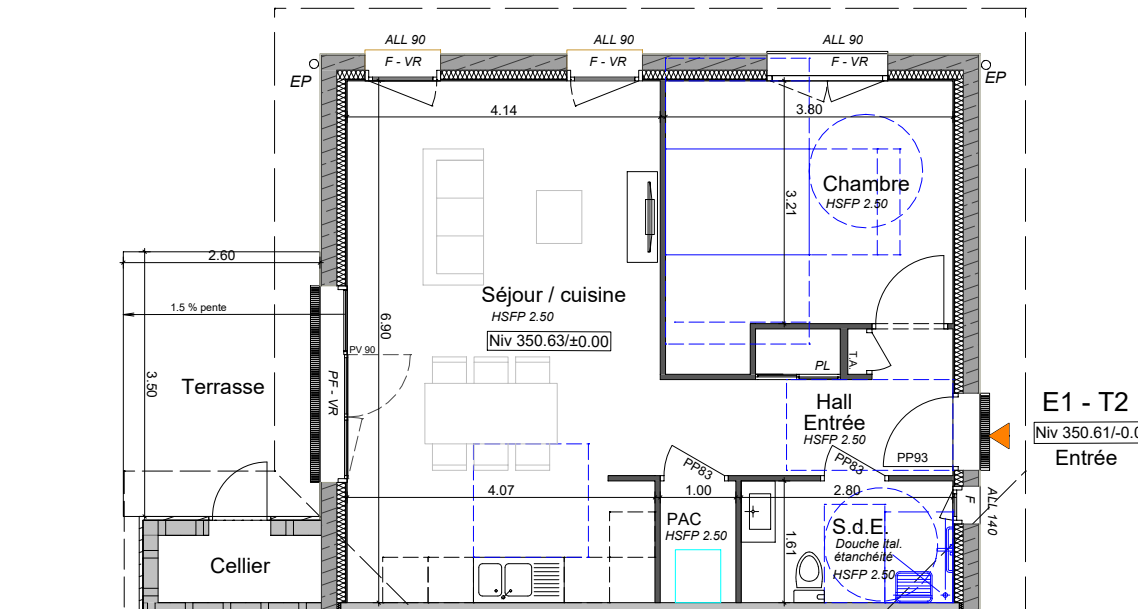 ALL 90
ALL 90
ALL 90
F - VR
F - VR
F - VR
EP
EP
4.14
3.80
Chambre
HSFP 2.50
3.21
2.60
1.5 % pente
Séjour / cuisine
HSFP 2.50
Niv 350.63/±0.00
6.90
PV 90
PF - VR
3.50
Terrasse
PL
T.A.
Hall
Entrée
HSFP 2.50
E1 - T2
Niv 350.61/-0.0
Entrée
PP83
PP83
PP93
4.07
1.00
2.80
F
ALL 140
PAC
HSFP 2.50
1.61
S.d.E.
Douche ital.
étanchéité
HSFP 2.50
Cellier